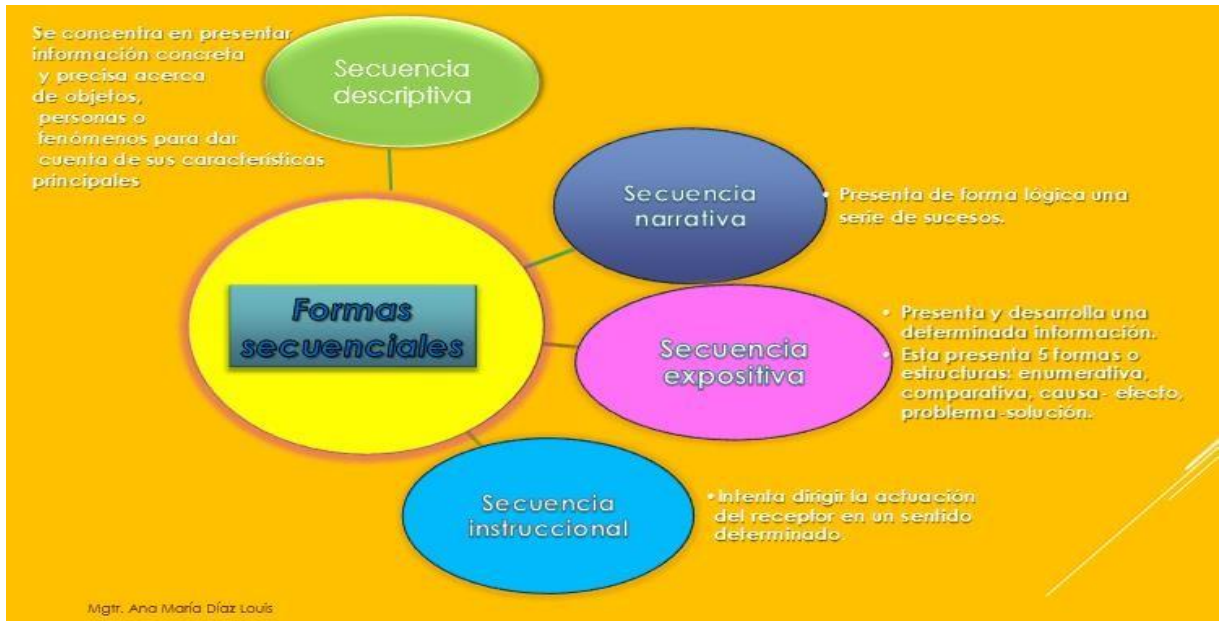 Se concentra en presentar
información concreta
y precisa acerca
de objetos,
personas o
fenómenos para dar
cuenta de sus características
principales
Secuencia
descriptiva
Secuencia
narrativa
• Presenta de forma lógica una
serie de sucesos.
Formas
secuenciales
Secuencia
expositiva
• Presenta y desarrolla una
determinada información.
• Esta presenta 5 formas o
estructuras: enumerativa,
comparativa, causa- efecto,
problema-solución.
Secuencia
instruccional
•Intenta dirigir la actuación
del receptor en un sentido
determinado.
Mgtr. Ana María Díaz Louis